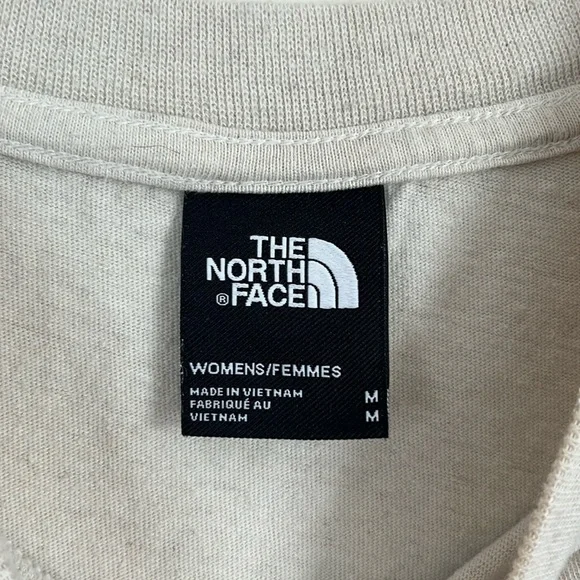 THE
NORTH
® FACE
WOMENS/FEMMES
MADE IN VIETNAM M
FABRIQUÉ AU
VIETNAM M